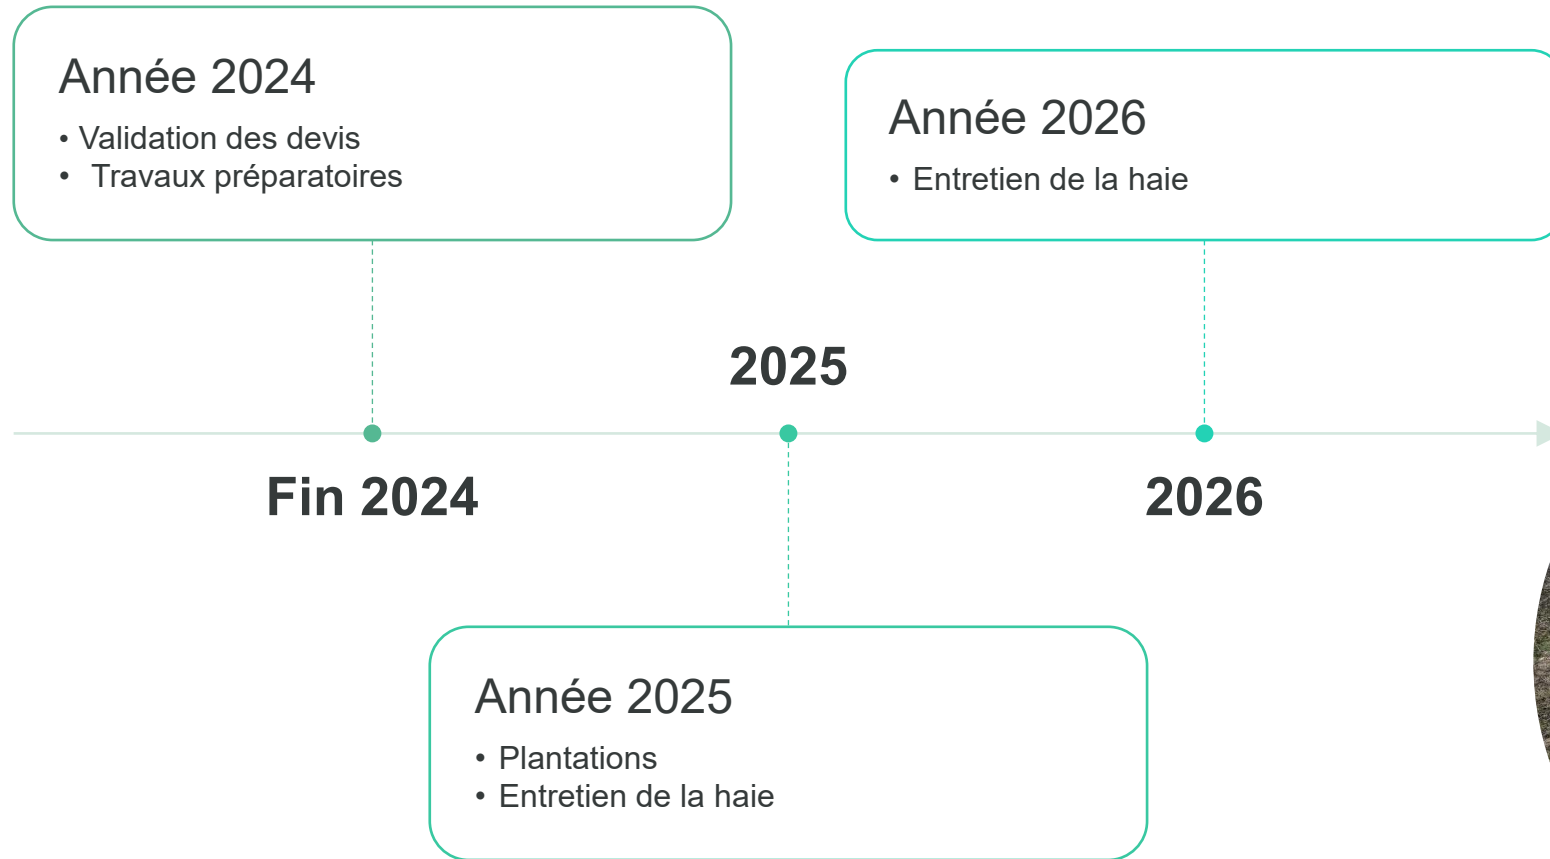 Année 2024
• Validation des devis
• Travaux préparatoires
Année 2026
• Entretien de la haie
2025
Fin 2024
2026
Année 2025
• Plantations
• Entretien de la haie